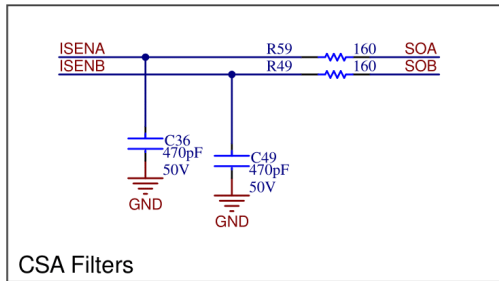 ISENA R59 160 SOA
ISENB R49 160 SOB
C36
470pF
50V
GND
C49
470pF
50V
GND
CSA Filters